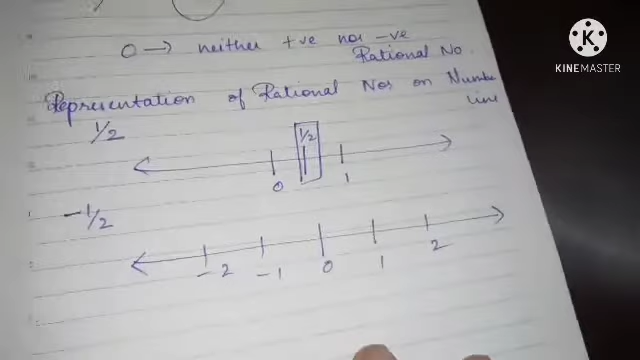 0 → neither +ve nor -ve
Rational No.
Representation of Rational Nos on Number
line
1/2
1/2
0 1
-1/2
-2 -1 0 1 2
KINEMASTER